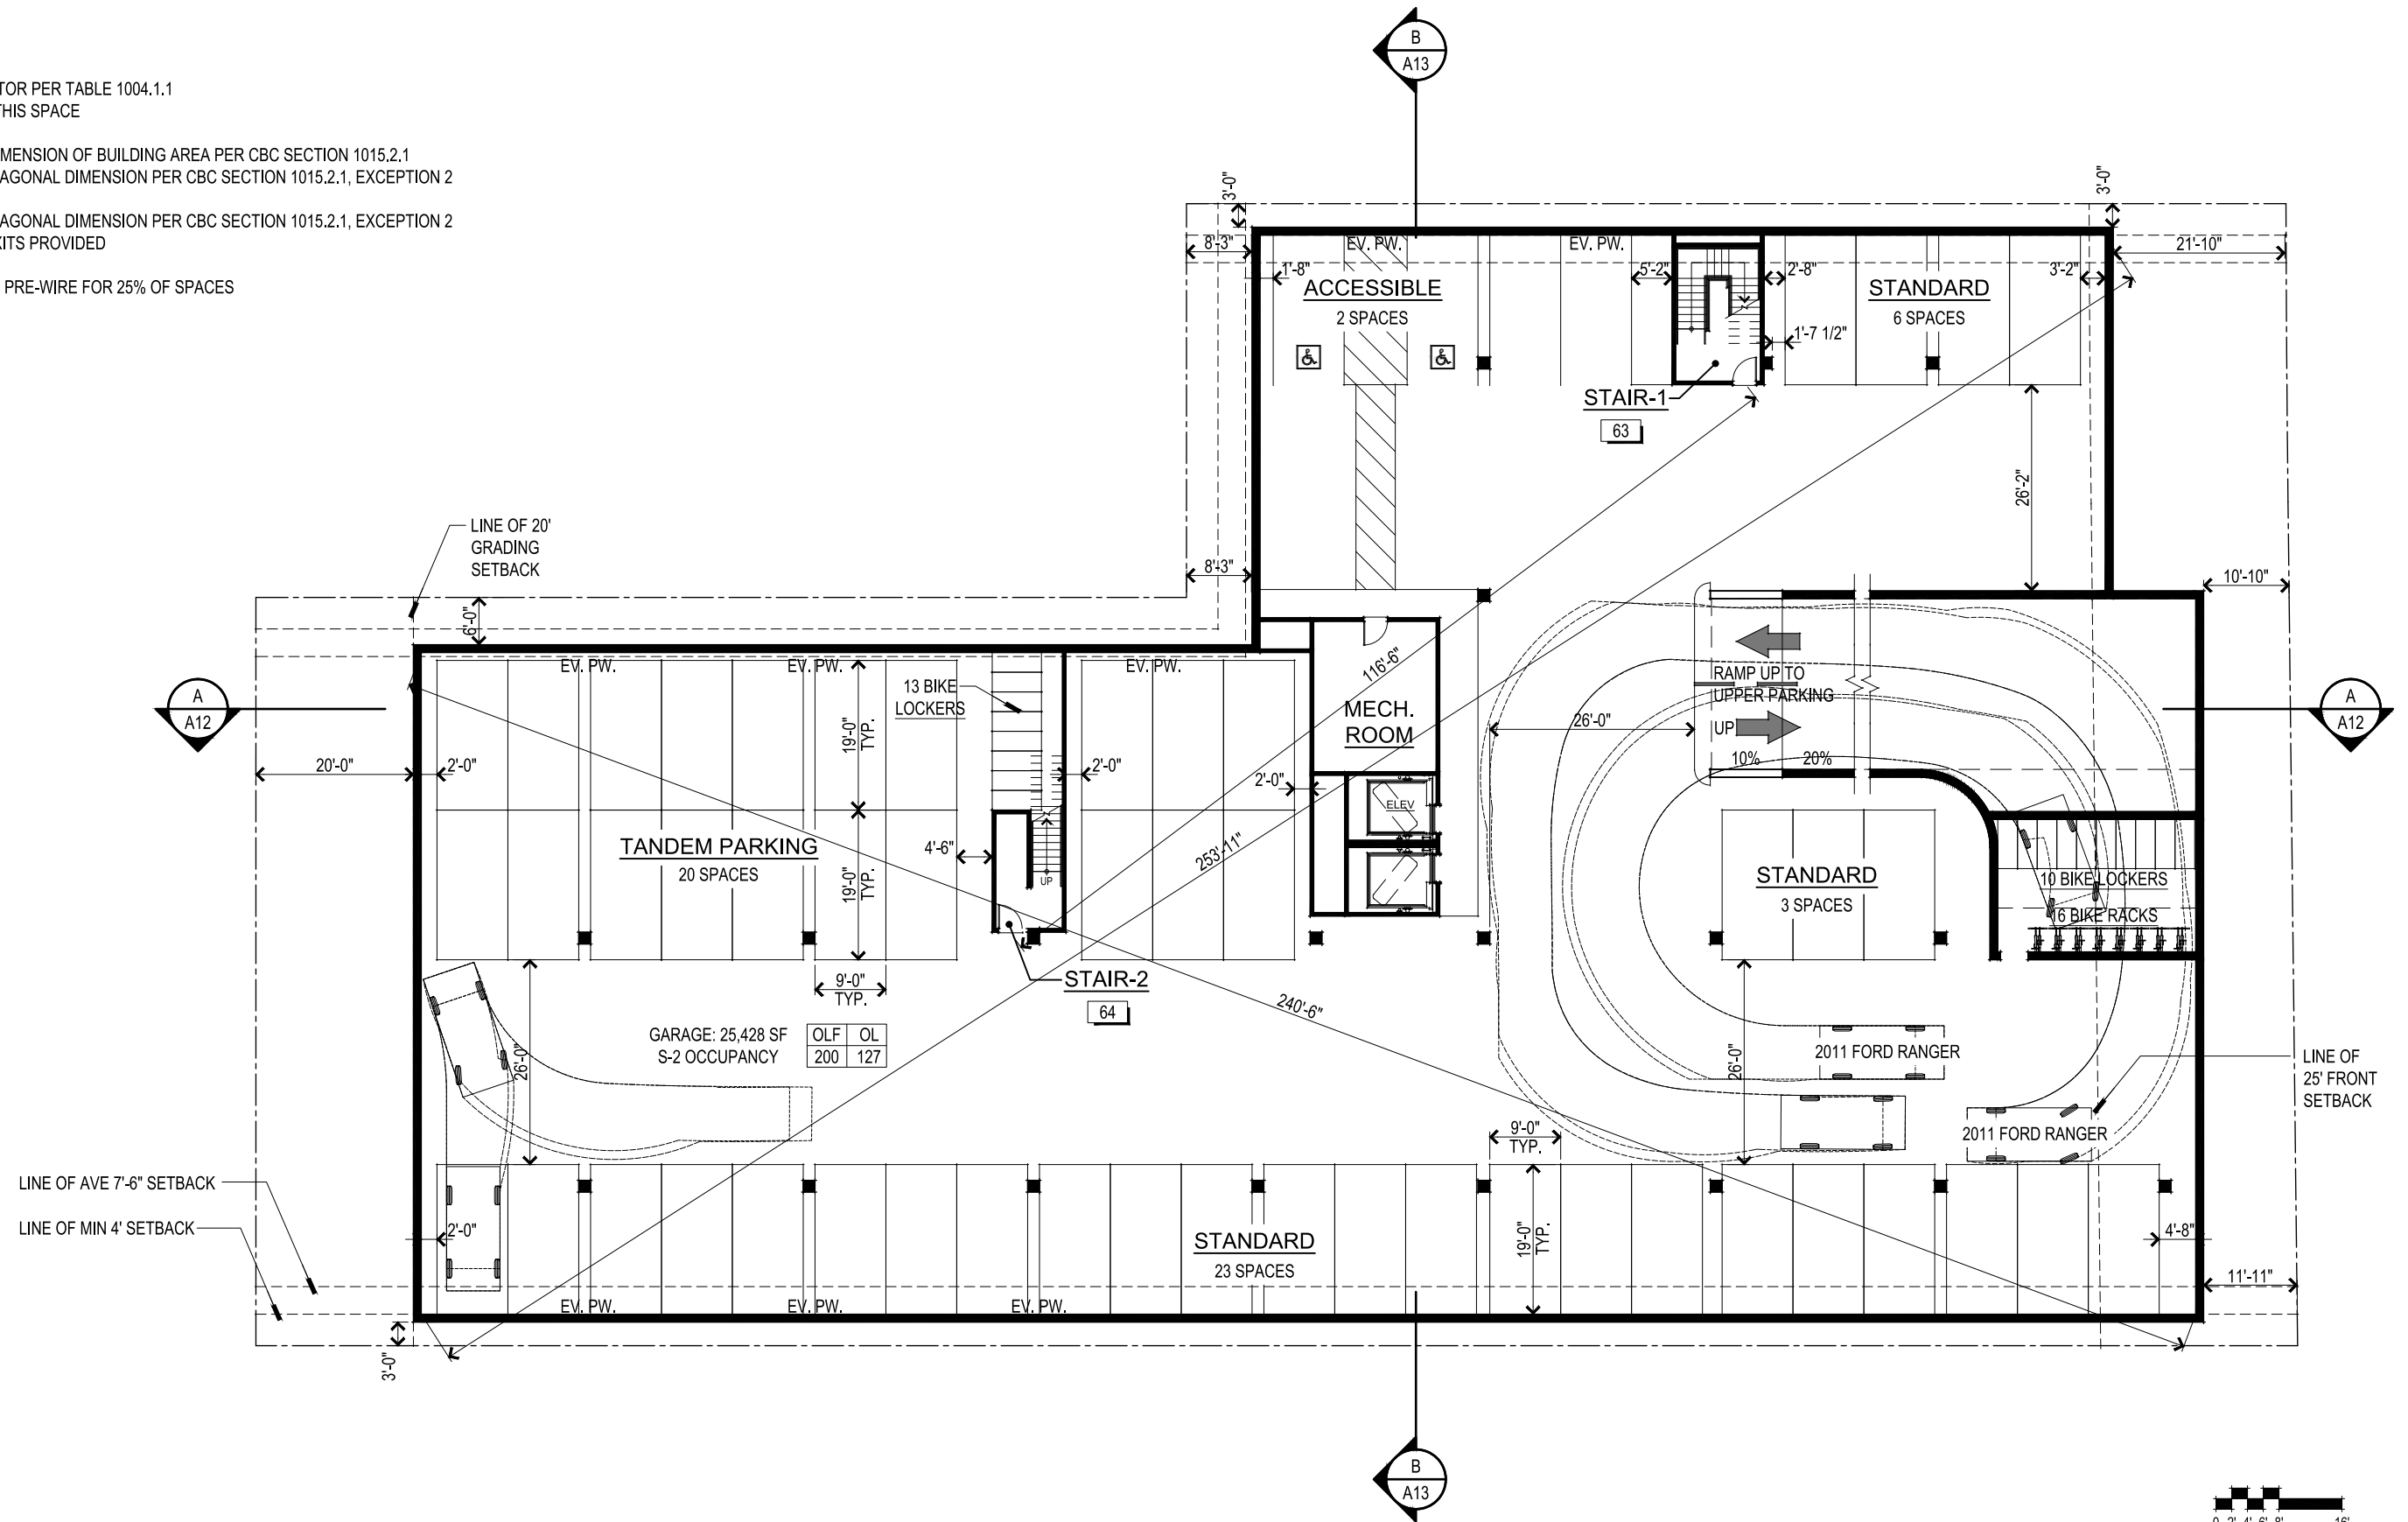 B
A13
TOR PER TABLE 1004.1.1
THIS SPACE
MENSION OF BUILDING AREA PER CBC SECTION 1015.2.1
AGONAL DIMENSION PER CBC SECTION 1015.2.1, EXCEPTION 2
AGONAL DIMENSION PER CBC SECTION 1015.2.1, EXCEPTION 2
XITS PROVIDED
PRE-WIRE FOR 25% OF SPACES
3'-0"
3'-0"
8'-3"
EV. PW.
EV. PW.
21'-10"
1'-8"
5'-2"
2'-8"
3'-2"
ACCESSIBLE
2 SPACES
STANDARD
6 SPACES
1'-7 1/2"
STAIR-1
63
26'-2"
LINE OF 20'
GRADING
SETBACK
8'-3"
10'-10"
6'-0"
EV. PW.
EV. PW.
EV. PW.
13 BIKE
LOCKERS
116'-6"
RAMP UP TO
UPPER PARKING
A
A12
A
A12
19'-0"
TYP.
MECH.
ROOM
26'-0"
UP
10%
20%
20'-0"
2'-0"
2'-0"
2'-0"
ELEV
TANDEM PARKING
20 SPACES
4'-6"
253'-11"
19'-0"
TYP.
UP
STANDARD
3 SPACES
10 BIKE LOCKERS
16 BIKE RACKS
9'-0"
TYP.
STAIR-2
64
240'-6"
GARAGE: 25,428 SF
S-2 OCCUPANCY
OLF OL
200 127
26'-0"
26'-0"
2011 FORD RANGER
2011 FORD RANGER
LINE OF
25' FRONT
SETBACK
9'-0"
TYP.
LINE OF AVE 7'-6" SETBACK
LINE OF MIN 4' SETBACK
2'-0"
STANDARD
23 SPACES
19'-0"
TYP.
4'-8"
11'-11"
EV. PW.
EV. PW.
EV. PW.
3'-0"
B
A13
0 2' 4' 6' 8' 16'